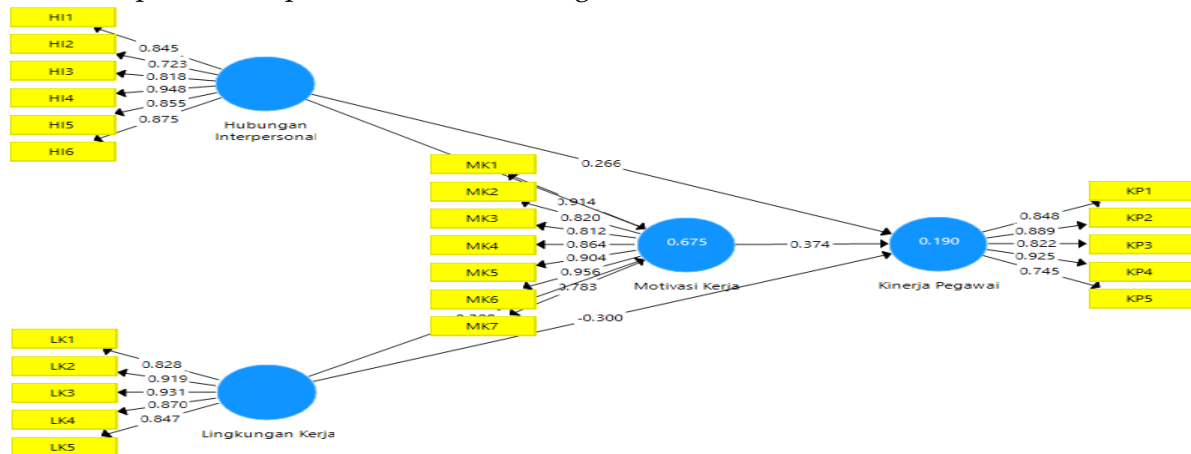 HI1
HI2
HI3
HI4
HI5
HI6
0.845
0.723
0.818
0.948
0.855
0.875
Hubungan
Interpersonal
0.266
MK1
MK2
MK3
MK4
MK5
MK6
MK7
0.914
0.820
0.812
0.864
0.904
0.956
0.783
0.675
Motivasi Kerja
0.374
0.190
Kinerja Pegawai
0.848
0.889
0.822
0.925
0.745
KP1
KP2
KP3
KP4
KP5
-0.300
LK1
LK2
LK3
LK4
LK5
0.828
0.919
0.931
0.870
0.847
Lingkungan Kerja